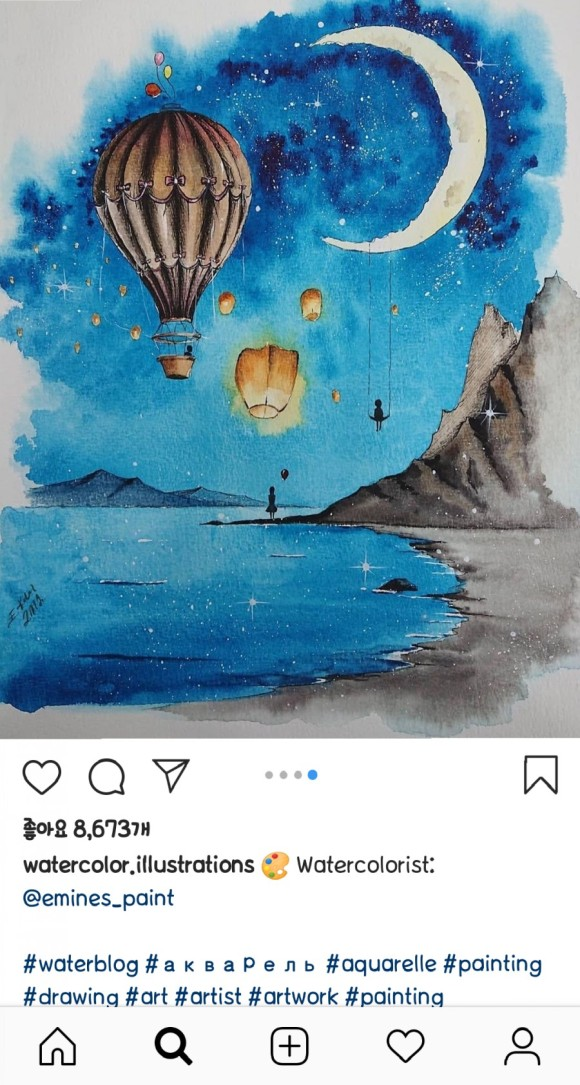 좋아요 8,673개
watercolor.illustrations 🎨 Watercolorist:
@emines_paint
#waterblog #а к в а р е л ь #aquarelle #painting
#drawing #art #artist #artwork #painting